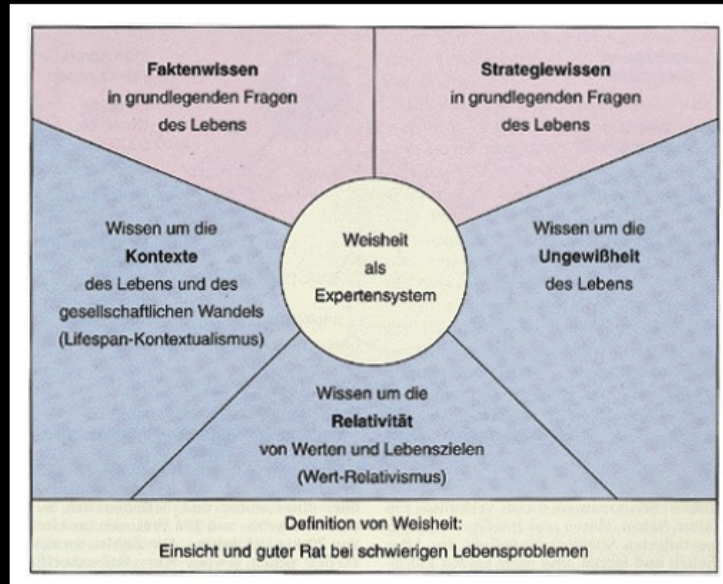 Faktenwissen
in grundlegenden Fragen
des Lebens
Strategiewissen
in grundlegenden Fragen
des Lebens
Wissen um die
Kontexte
des Lebens und des
gesellschaftlichen Wandels
(Lifespan-Kontextualismus)
Weisheit
als
Expertensystem
Wissen um die
Ungewißheit
des Lebens
Wissen um die
Relativität
von Werten und Lebenszielen
(Wert-Relativismus)
Definition von Weisheit:
Einsicht und guter Rat bei schwierigen Lebensproblemen